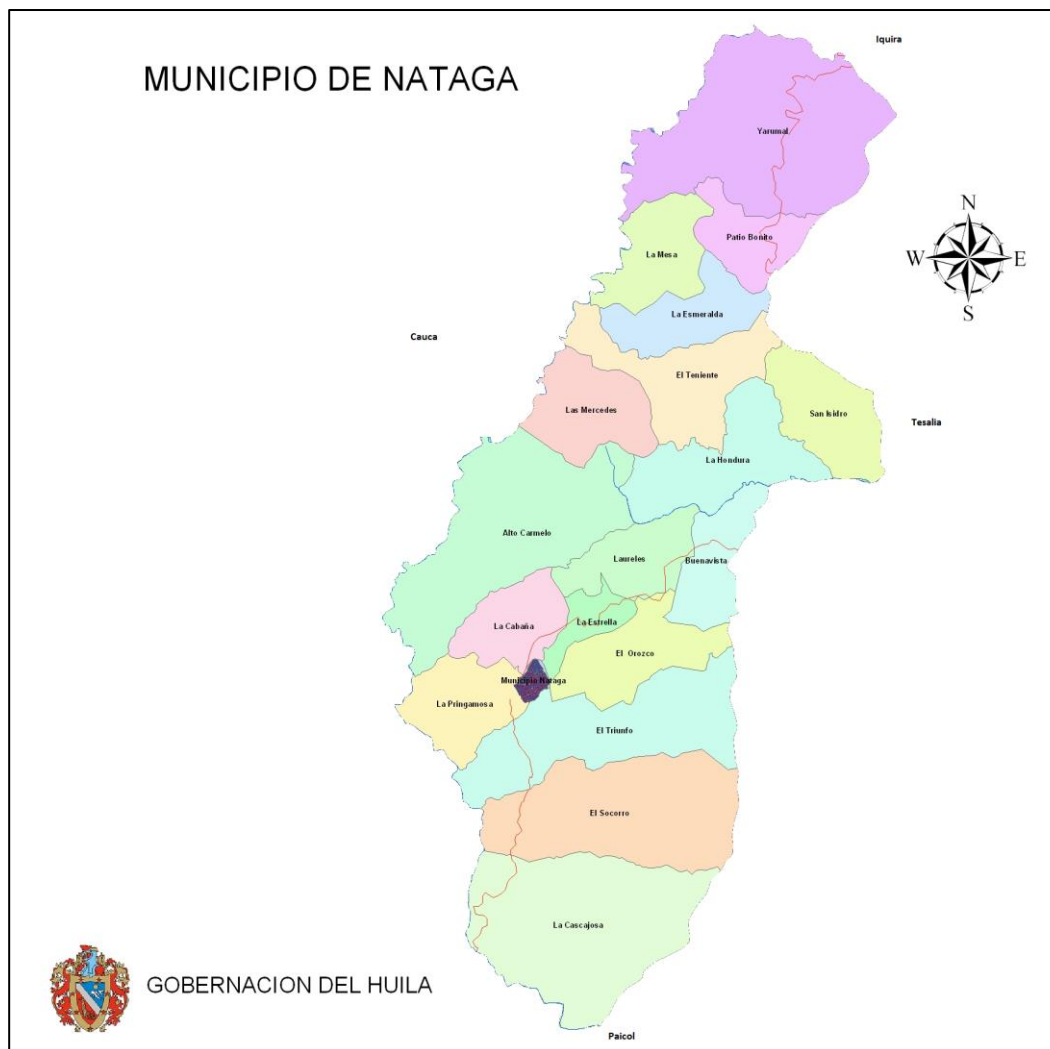 Iquira
MUNICIPIO DE NATAGA
Yarumal
N
Patio Bonito
La Mesa
W
E
S
La Esmeralda
Cauca
El Teniente
Las Mercedes
San Isidro
Tesalia
La Hondura
Alto Carmelo
Laureles
Buenavista
La Cabaña
La Estrella
El Orozco
Municipio Nataga
La Pringamosa
El Triunfo
El Socorro
La Cascajosa
GOBERNACION DEL HUILA
Paicol